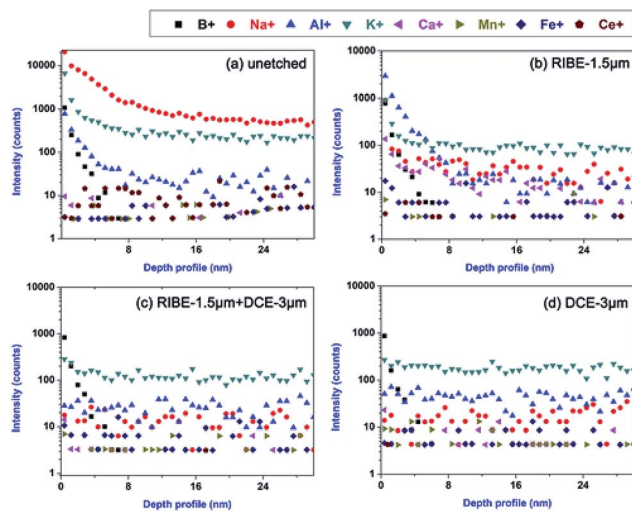 B+ Na+ Al+ K+ Ca+ Mn+ Fe+ Ce+
(a) unetched
Intensity (counts)
10000
1000
100
10
1
0 8 16 24
Depth profile (nm)
(b) RIBE-1.5μm
Intensity (counts)
10000
1000
100
10
1
0 8 16 24
Depth profile (nm)
(c) RIBE-1.5μm+DCE-3μm
Intensity (counts)
10000
1000
100
10
1
0 8 16 24
Depth profile (nm)
(d) DCE-3μm
Intensity (counts)
10000
1000
100
10
1
0 8 16 24
Depth profile (nm)